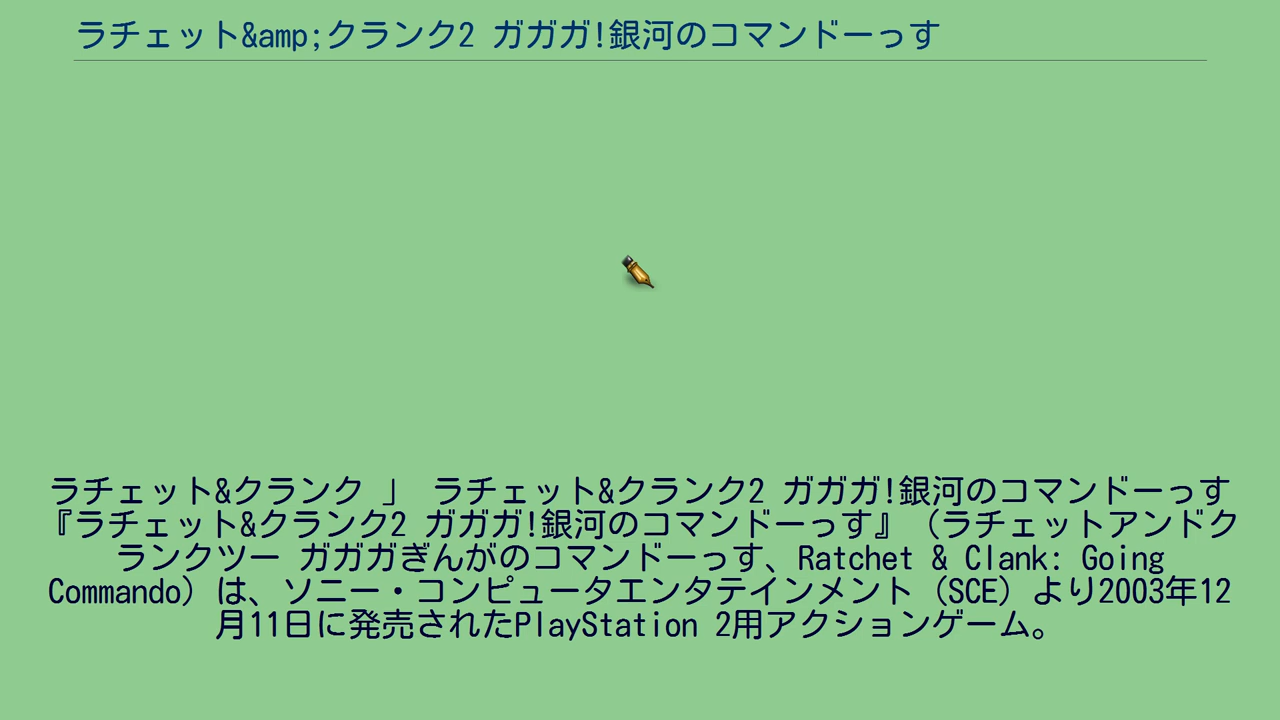 ラチェット&amp;クランク2 ガガガ!銀河のコマンドーっす
ラチェット&クランク 」 ラチェット&クランク2 ガガガ!銀河のコマンドーっす
『ラチェット&クランク2 ガガガ!銀河のコマンドーっす』（ラチェットアンドク
ランクツー ガガガぎんがのコマンドーっす、Ratchet & Clank: Going
Commando）は、ソニー・コンピュータエンタテインメント（SCE）より2003年12
月11日に発売されたPlayStation 2用アクションゲーム。